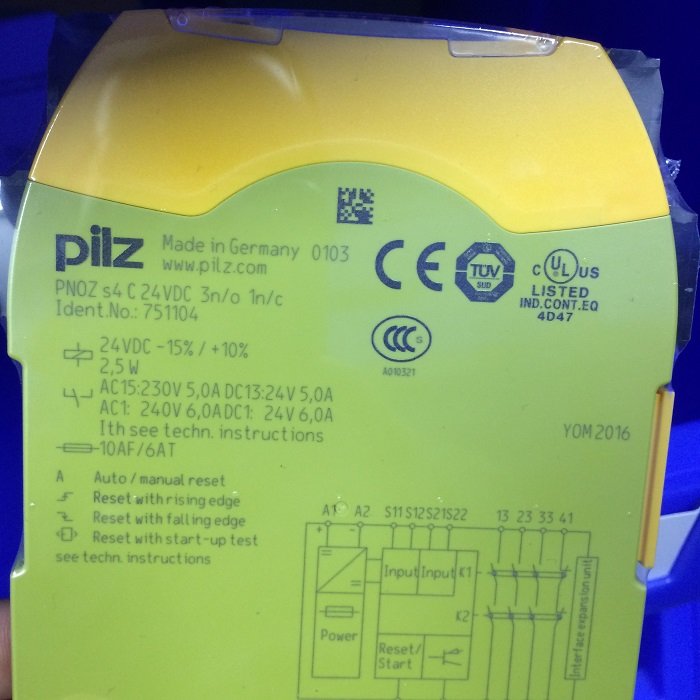 pilz Made in Germany 0103
www.pilz.com
PNOZ s4 C 24VDC 3n/o 1n/c
Ident.No.: 751104
CE
TÜV
SÜD
C UL US
LISTED
IND.CONT.EQ
4D47
CCC S
A010321
24VDC -15% / +10%
2,5 W
AC15:230V 5,0A DC13:24V 5,0A
AC1: 240V 6,0A DC1: 24V 6,0A
Ith see techn. instructions
10AF/6AT
YOM 2016
A Auto / manual reset
Reset with rising edge
Reset with falling edge
Reset with start-up test
see techn. instructions
A1 A2 S11 S12 S21 S22 13 23 33 41
+ -
Input Input K1
K2
Power
Reset/
Start
Interface expansion unit